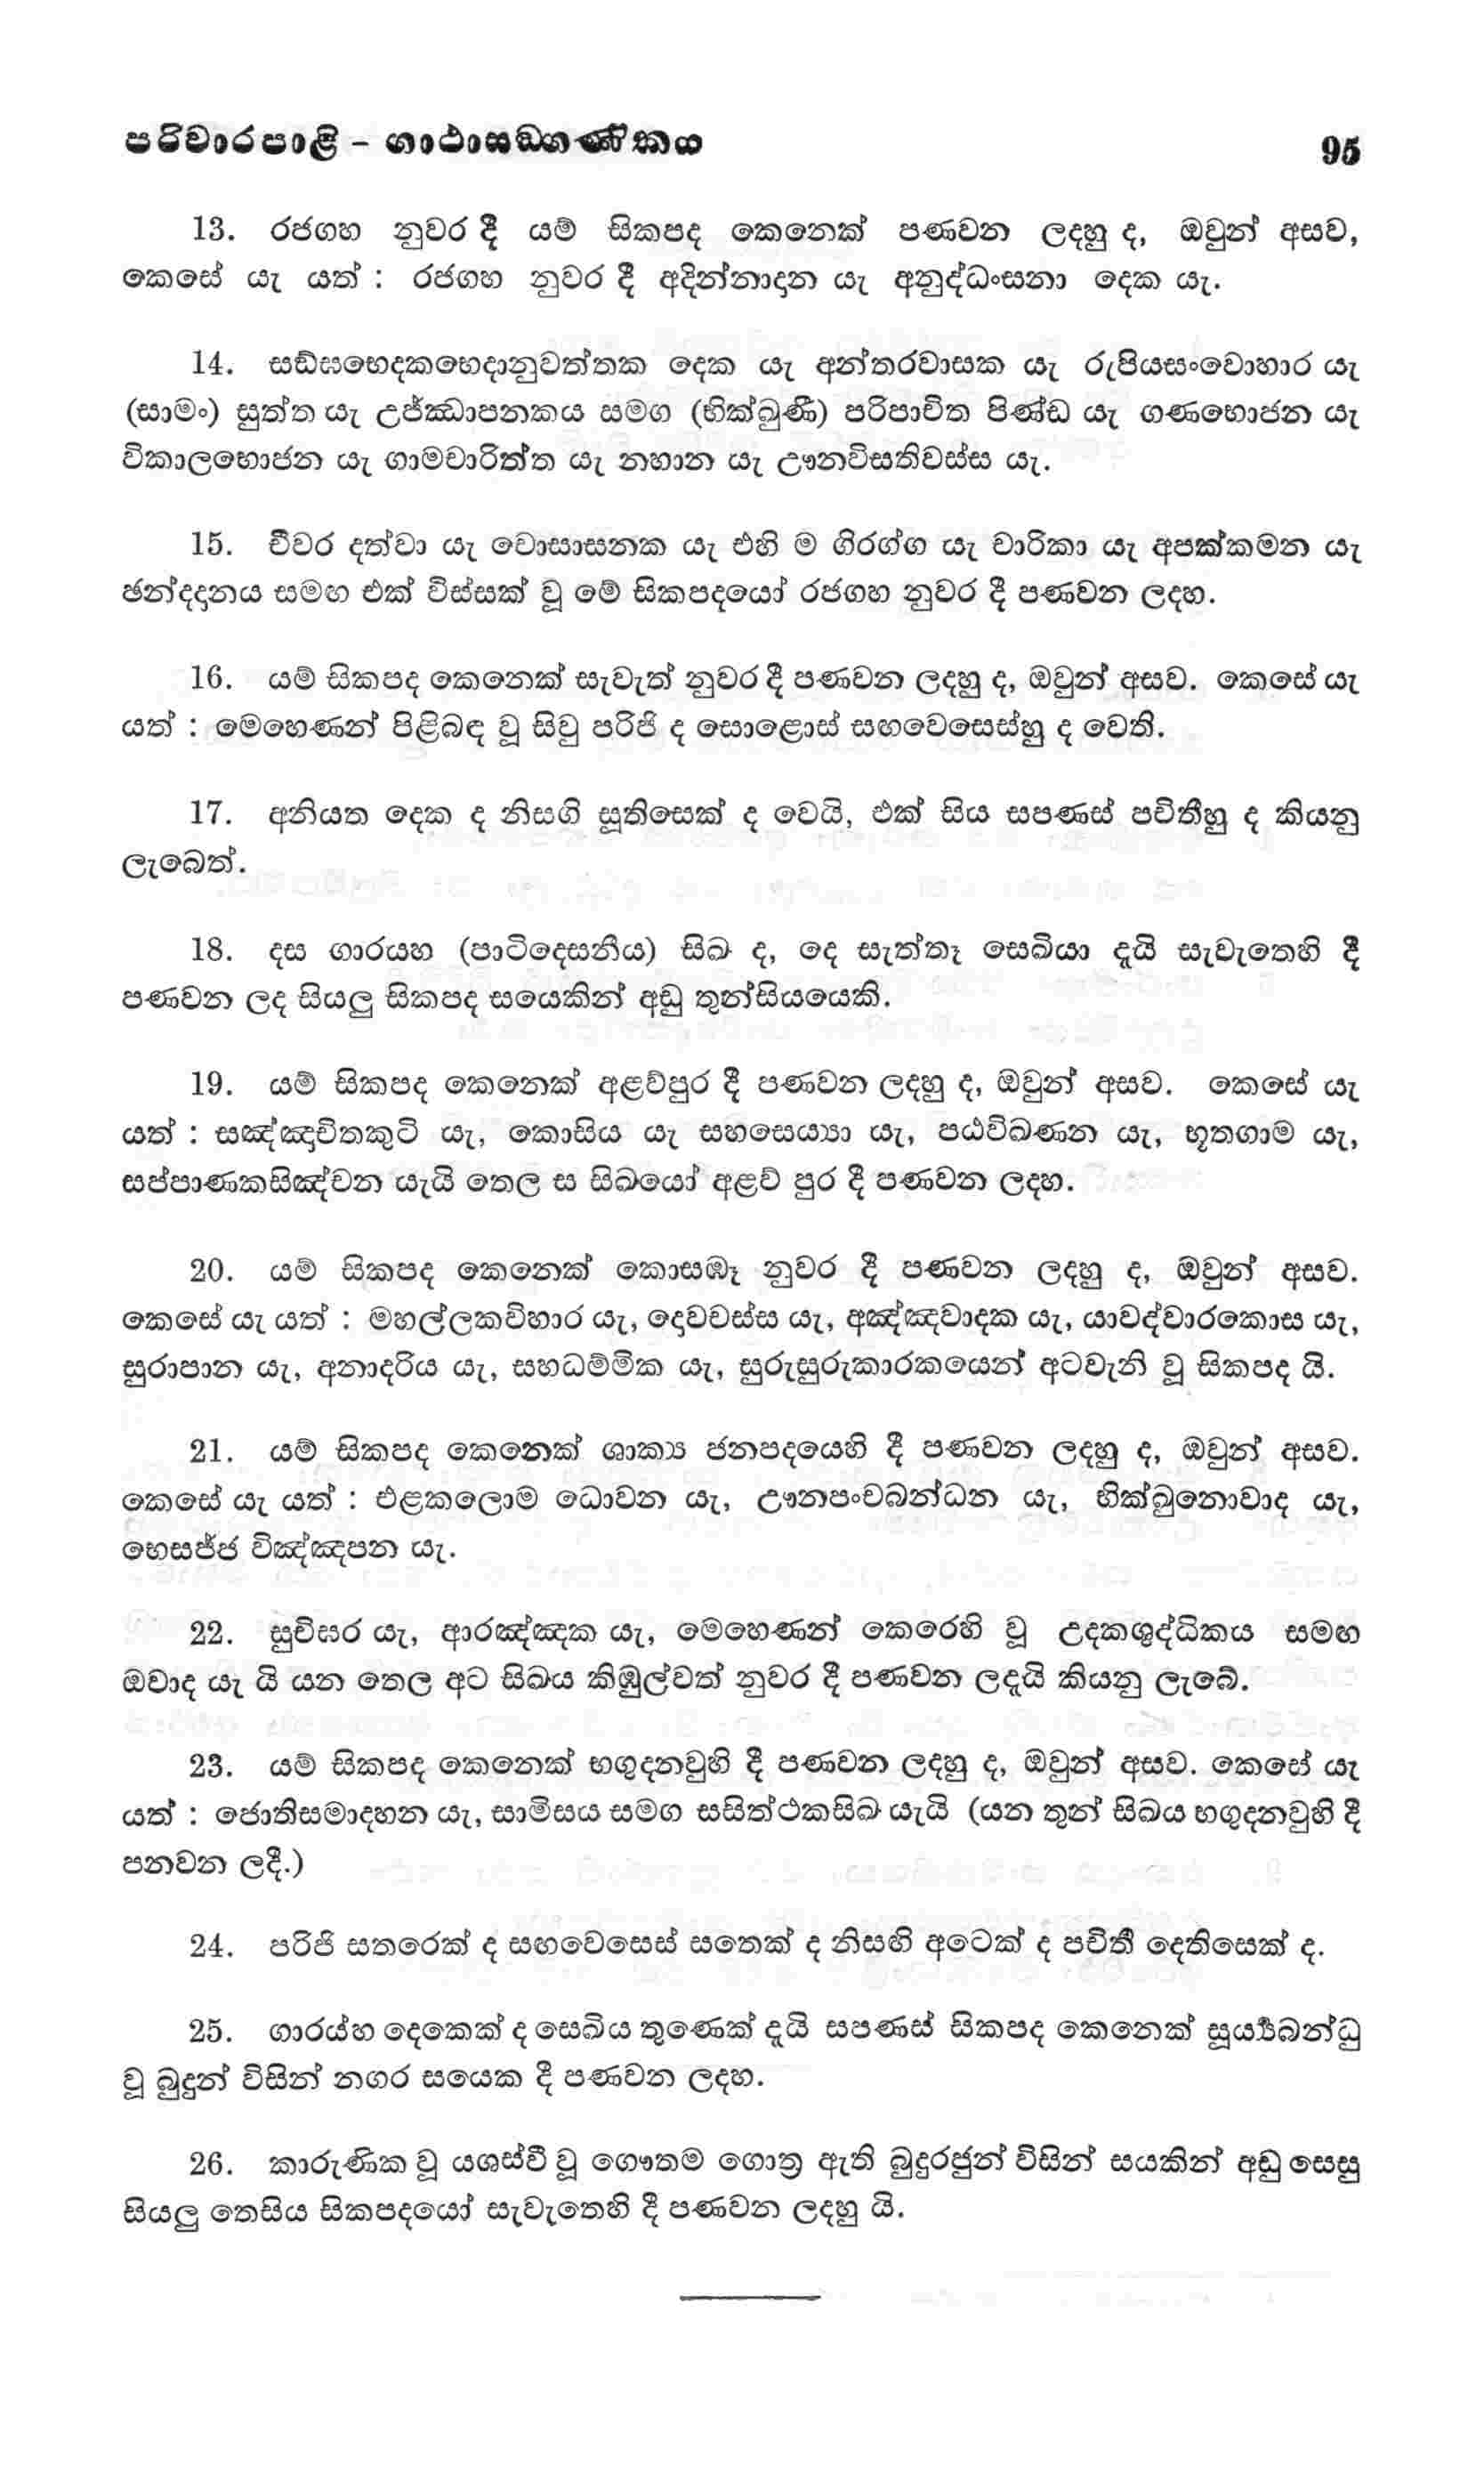 පරිවාරපාළි – ගාථාසඞ්ගණිකය 95
13. රජගහ නුවර දී යම් සිකපද කෙනෙක් පණවන ලදහු ද, ඔවුන් අසව,
කෙසේ යැ යත් : රජගහ නුවර දී අදින්නාදාන යැ අනුද්ධංසනා දෙක යැ.
14. සඞ්ඝභෙදකභෙදානුවත්තක දෙක යැ අන්තරවාසක යැ රුපියසංවොහාර යැ
(සාමං) සුත්ත යැ උජ්ඣාපනකය සමග (භික්ඛුණී) පරිපාචිත පිණ්ඩ යැ ගණභොජන යැ
විකාලභොජන යැ ගාමචාරිත්ත යැ නහාන යැ ඌනවිසතිවස්ස යැ.
15. චීවර දත්වා යැ වොසාසනක යැ එහි ම ගිරග්ග යැ චාරිකා යැ අපක්කමන යැ
ඡන්දදානය සමඟ එක් විස්සක් වූ මේ සිකපදයෝ රජගහ නුවර දී පණවන ලදහ.
16. යම් සිකපද කෙනෙක් සැවැත් නුවර දී පණවන ලදහු ද, ඔවුන් අසව. කෙසේ යැ
යත් : මෙහෙණන් පිළිබඳ වූ සිවු පරිජි ද සොළොස් සඟවෙසෙස්හු ද වෙති.
17. අනියත දෙක ද නිසගි සූතිසෙක් ද වෙයි, එක් සිය සපණස් පචිතීහු ද කියනු
ලැබෙත්.
18. දස ගාරයහ (පාටිදෙසනීය) සිඛ ද, දෙ සැත්තෑ සෙඛියා දැයි සැවැතෙහි දී
පණවන ලද සියලු සිකපද සයෙකින් අඩු තුන්සියයෙකි.
19. යම් සිකපද කෙනෙක් අළව්පුර දී පණවන ලදහු ද, ඔවුන් අසව. කෙසේ යැ
යත් : සඤ්ඤාචිතකුටි යැ, කොසිය යැ සහසෙය්‍යා යැ, පඨවිඛණන යැ, භූතගාම යැ,
සප්පාණකසිඤ්චන යැයි තෙල ස සිඛයෝ අළව් පුර දී පණවන ලදහ.
20. යම් සිකපද කෙනෙක් කොසඹෑ නුවර දී පණවන ලදහු ද, ඔවුන් අසව.
කෙසේ යැ යත් : මහල්ලකවිහාර යැ, දොවචස්ස යැ, අඤ්ඤවාදක යැ, යාවද්වාරකොස යැ,
සුරාපාන යැ, අනාදරිය යැ, සහධම්මික යැ, සුරුසුරුකාරකයෙන් අටවැනි වූ සිකපද යි.
21. යම් සිකපද කෙනෙක් ශාක්‍ය ජනපදයෙහි දී පණවන ලදහු ද, ඔවුන් අසව.
කෙසේ යැ යත් : එළකලොම ධොවන යැ, ඌනපංචබන්ධන යැ, භික්ඛුනොවාද යැ,
භෙසජ්ජ විඤ්ඤපන යැ.
22. සුචිඝර යැ, ආරඤ්ඤක යැ, මෙහෙණන් කෙරෙහි වූ උදකශුද්ධිකය සමඟ
ඔවාද යැ යි යන තෙල අට සිඛය කිඹුල්වත් නුවර දී පණවන ලදැයි කියනු ලැබේ.
23. යම් සිකපද කෙනෙක් භගුදනවුහි දී පණවන ලදහු ද, ඔවුන් අසව. කෙසේ යැ
යත් : ජොතිසමාදහන යැ, සාමිසය සමග සසිත්ථකසිඛ යැයි (යන තුන් සිඛය භගුදනවුහි දී
පනවන ලදී.)
24. පරිජි සතරෙක් ද සඟවෙසෙස් සතෙක් ද නිසඟි අටෙක් ද පචිතී දෙතිසෙක් ද.
25. ගාරය්හ දෙකෙක් ද සෙඛිය තුණෙක් දැයි සපණස් සිකපද කෙනෙක් සූර්‍ය්‍යබන්ධු
වූ බුදුන් විසින් නගර සයෙක දී පණවන ලදහ.
26. කාරුණික වූ යශස්වී වූ ගෞතම ගොත්‍ර ඇති බුදුරජුන් විසින් සයකින් අඩු සෙසු
සියලු තෙසිය සිකපදයෝ සැවැතෙහි දී පණවන ලදහු යි.